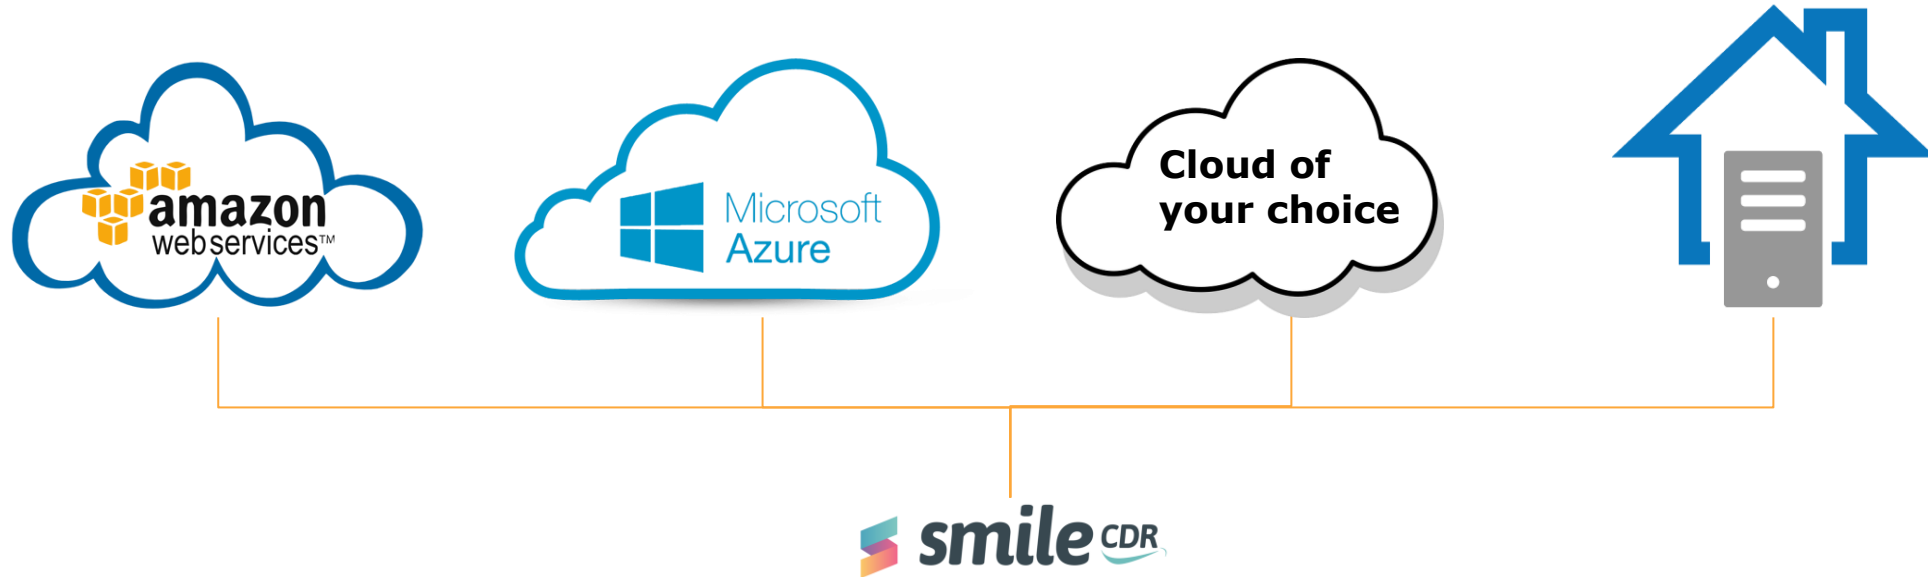 amazon
webservices™
Microsoft
Azure
Cloud of
your choice
smile CDR